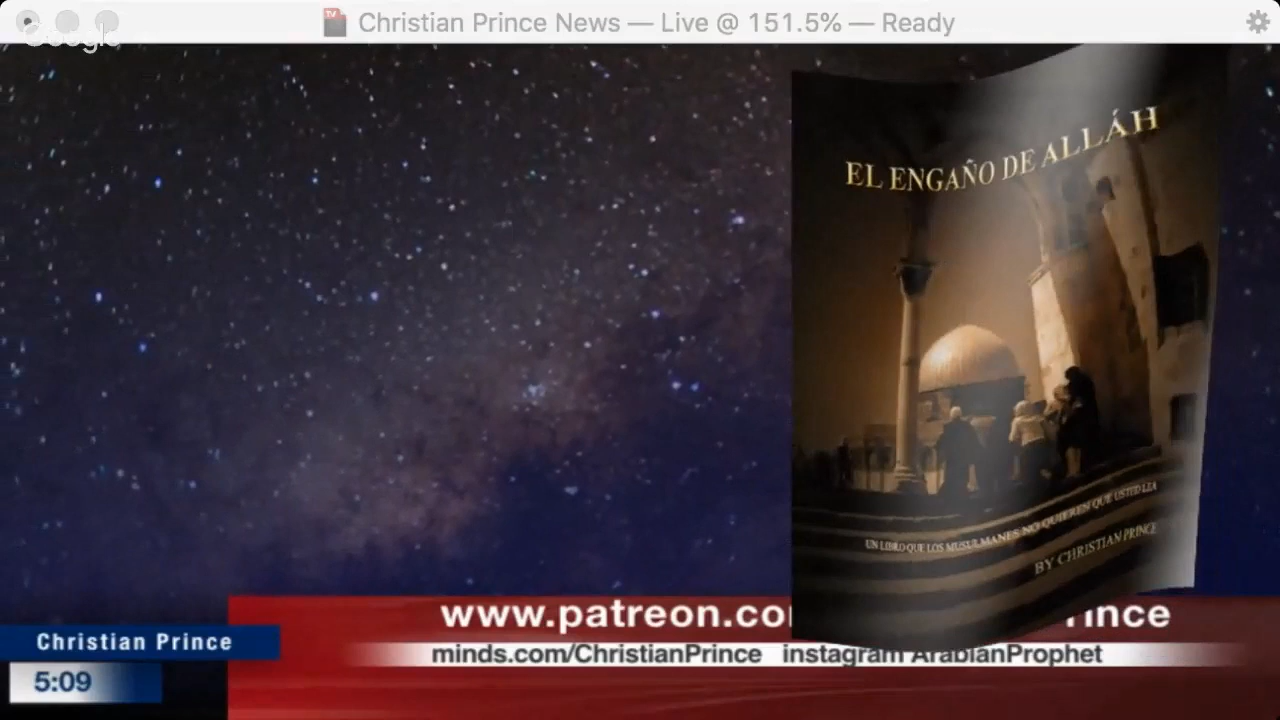 Christian Prince News — Live @ 151.5% — Ready
Google
EL ENGAÑO DE ALLÁH
UN LIBRO QUE LOS MUSULMANES NO QUIEREN QUE USTED LEA
BY CHRISTIAN PRINCE
www.patreon.co
rince
Christian Prince
minds.com/ChristianPrince instagram ArabianProphet
5:09